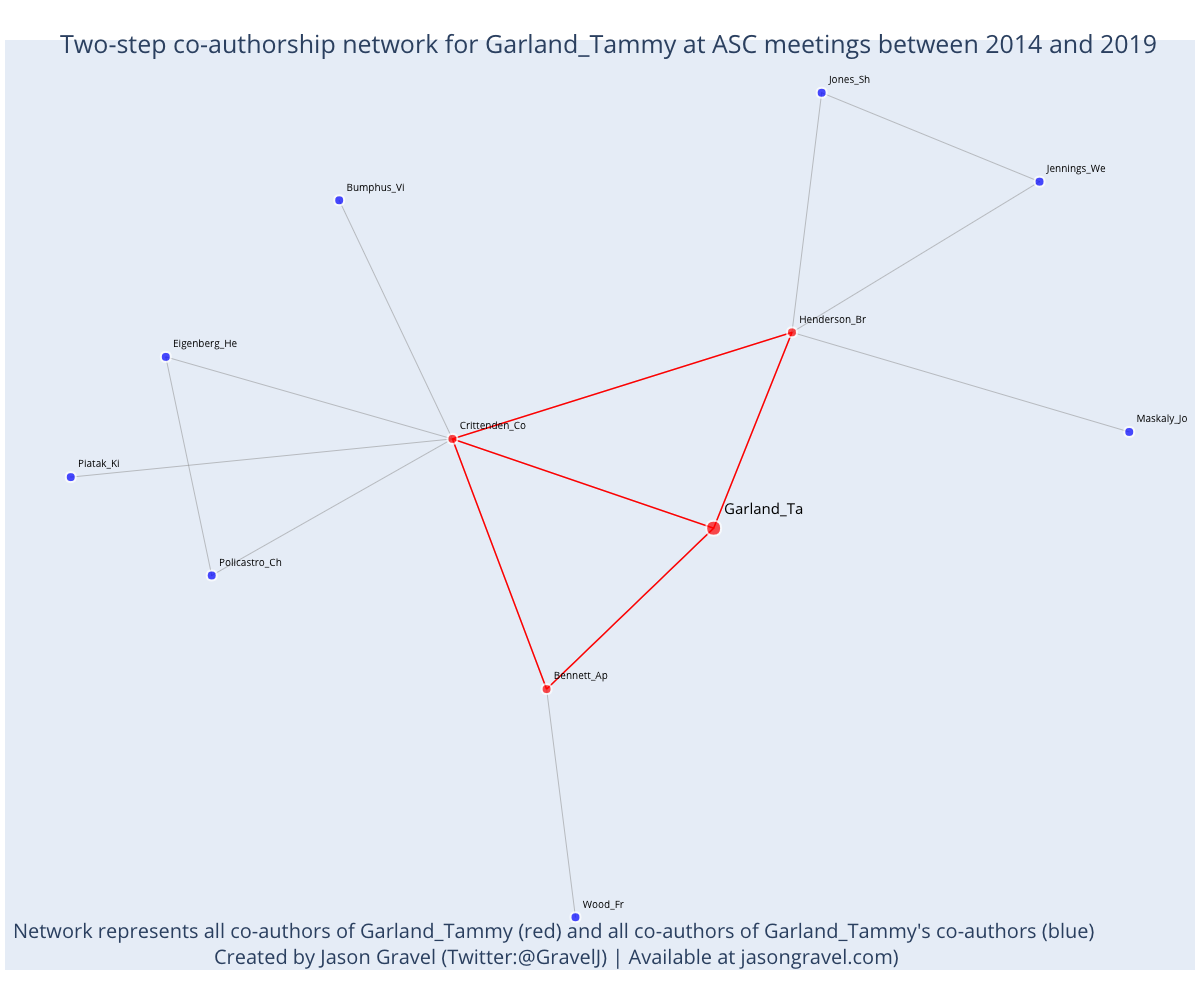 Two-step co-authorship network for Garland_Tammy at ASC meetings between 2014 and 2019
Jones_Sh
Jennings_We
Bumphus_Vi
Henderson_Br
Eigenberg_He
Maskaly_Jo
Crittenden_Co
Piatak_Ki
Garland_Ta
Policastro_Ch
Bennett_Ap
Wood_Fr
Network represents all co-authors of Garland_Tammy (red) and all co-authors of Garland_Tammy's co-authors (blue)
Created by Jason Gravel (Twitter:@GravelJ) | Available at jasongravel.com)